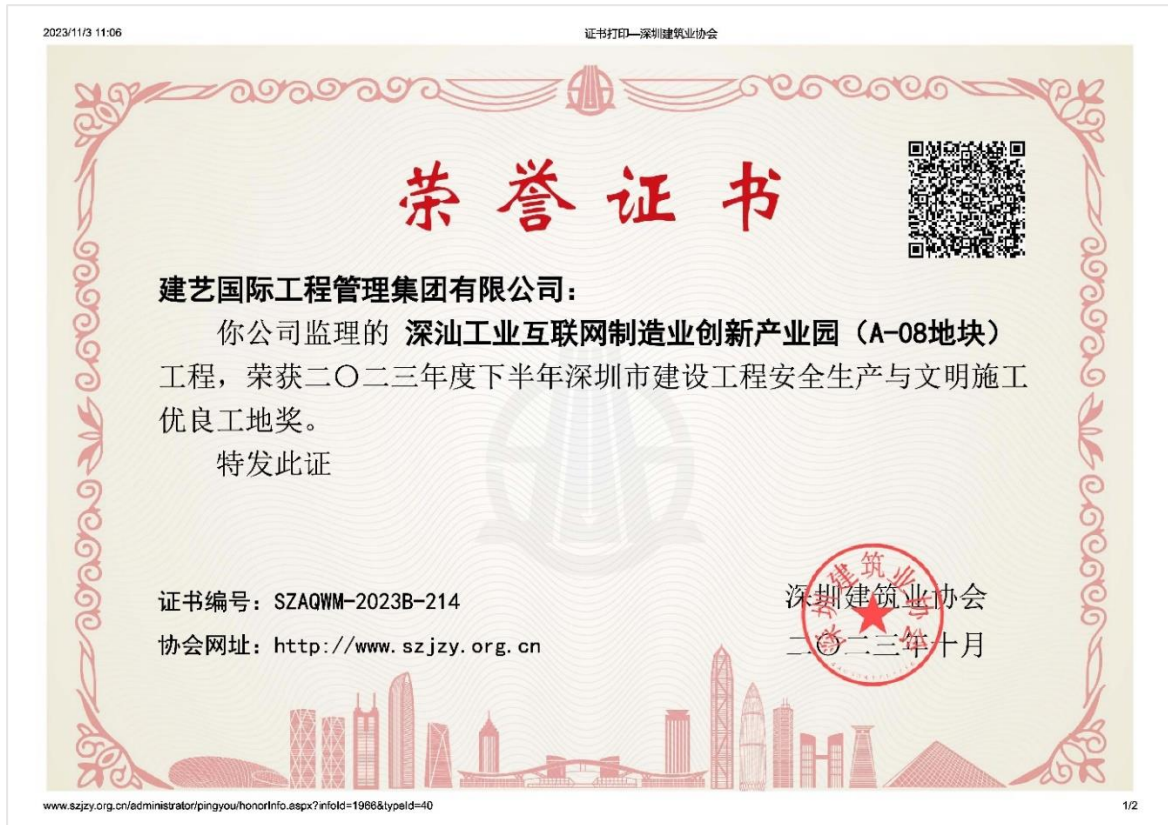 2023/11/3 11:06
证书打印—深圳建筑业协会
荣誉证书
建艺国际工程管理集团有限公司：
你公司监理的 深汕工业互联网制造业创新产业园（A-08地块）
工程，荣获二〇二三年度下半年深圳市建设工程安全生产与文明施工
优良工地奖。
特发此证
证书编号：SZAQWM-2023B-214
深圳建筑业协会
协会网址：http://www.szjzy.org.cn
二〇二三年十月
深圳建筑业协会
www.szjzy.org.cn/administrator/pingyou/honorInfo.aspx?infoId=1966&typeId=40
1/2